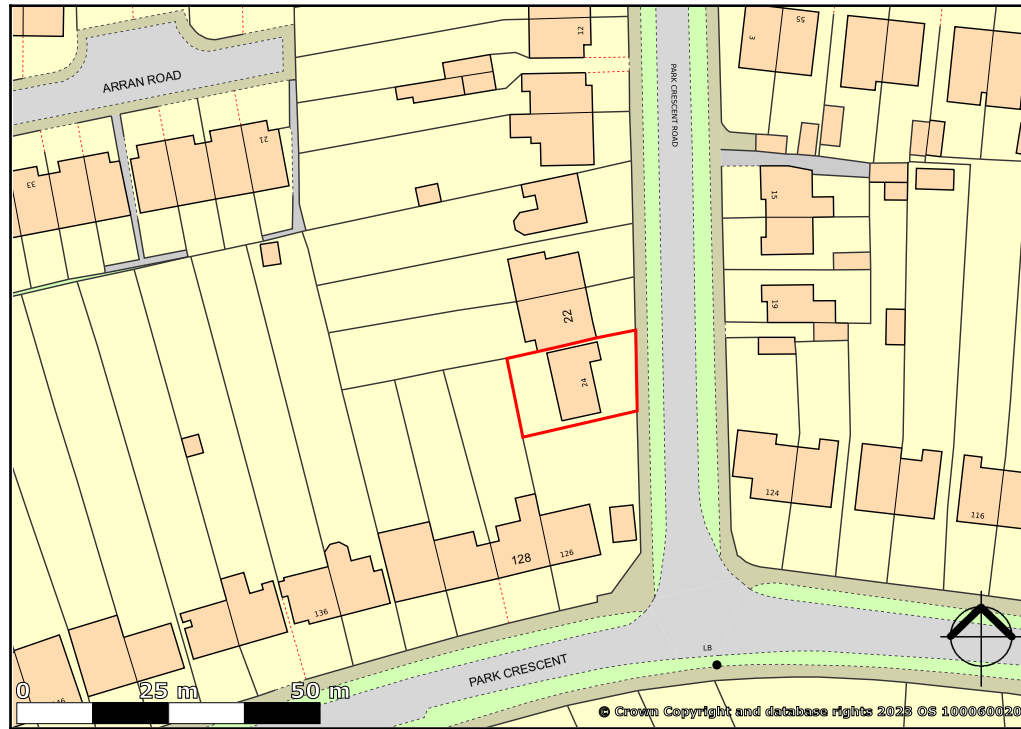 12
55
3
ARRAN ROAD
PARK CRESCENT ROAD
21
33
15
19
22
24
124
116
128
126
136
146
LB
PARK CRESCENT
0 25 m 50 m
© Crown Copyright and database rights 2023 OS 100060020